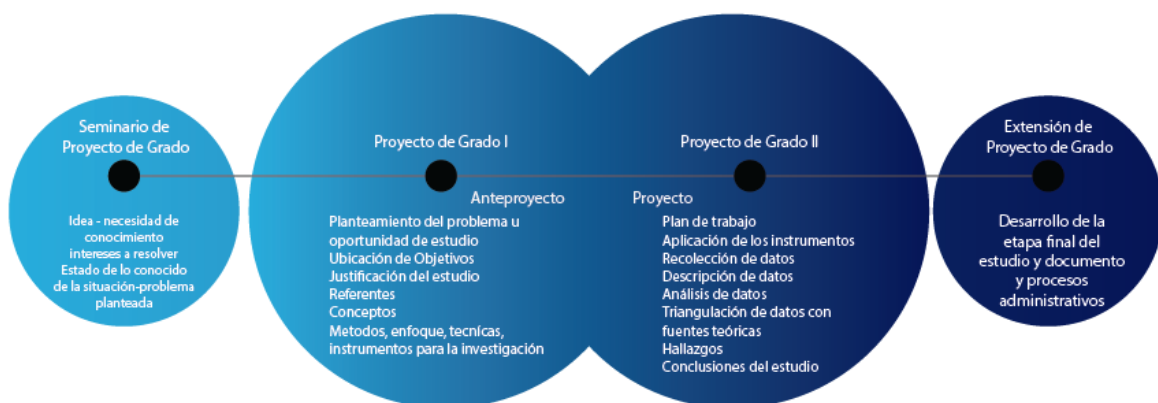 Seminario de
Proyecto de Grado
Idea - necesidad de
conocimiento
intereses a resolver
Estado de lo conocido
de la situación-problema
planteada
Proyecto de Grado I
Anteproyecto
Planteamiento del problema u
oportunidad de estudio
Ubicación de Objetivos
Justificación del estudio
Referentes
Conceptos
Metodos, enfoque, tecnícas,
instrumentos para la investigación
Proyecto de Grado II
Proyecto
Plan de trabajo
Aplicación de los instrumentos
Recolección de datos
Descripción de datos
Análisis de datos
Triangulación de datos con
fuentes teóricas
Hallazgos
Conclusiones del estudio
Extensión de
Proyecto de Grado
Desarrollo de la
etapa final del
estudio y documento
y procesos
administrativos